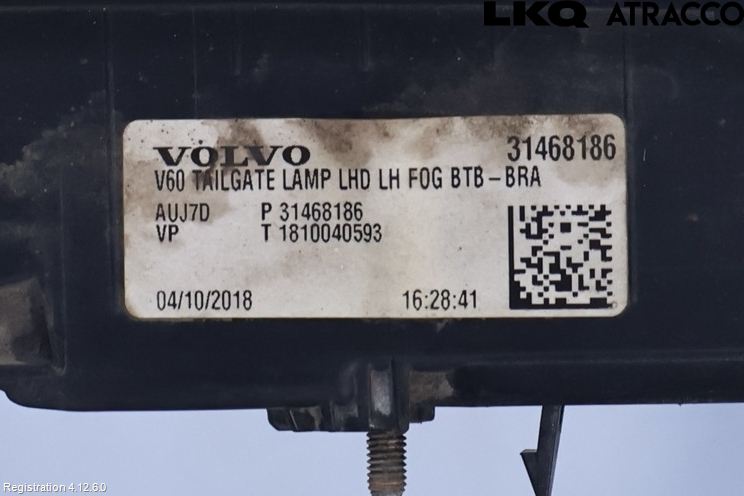 LKQ ATRACCO
VOLVO 31468186
V60 TAILGATE LAMP LHD LH FOG BTB-BRA
AUJ7D P 31468186
VP T 1810040593
04/10/2018 16:28:41
Registration 4.12.6.0